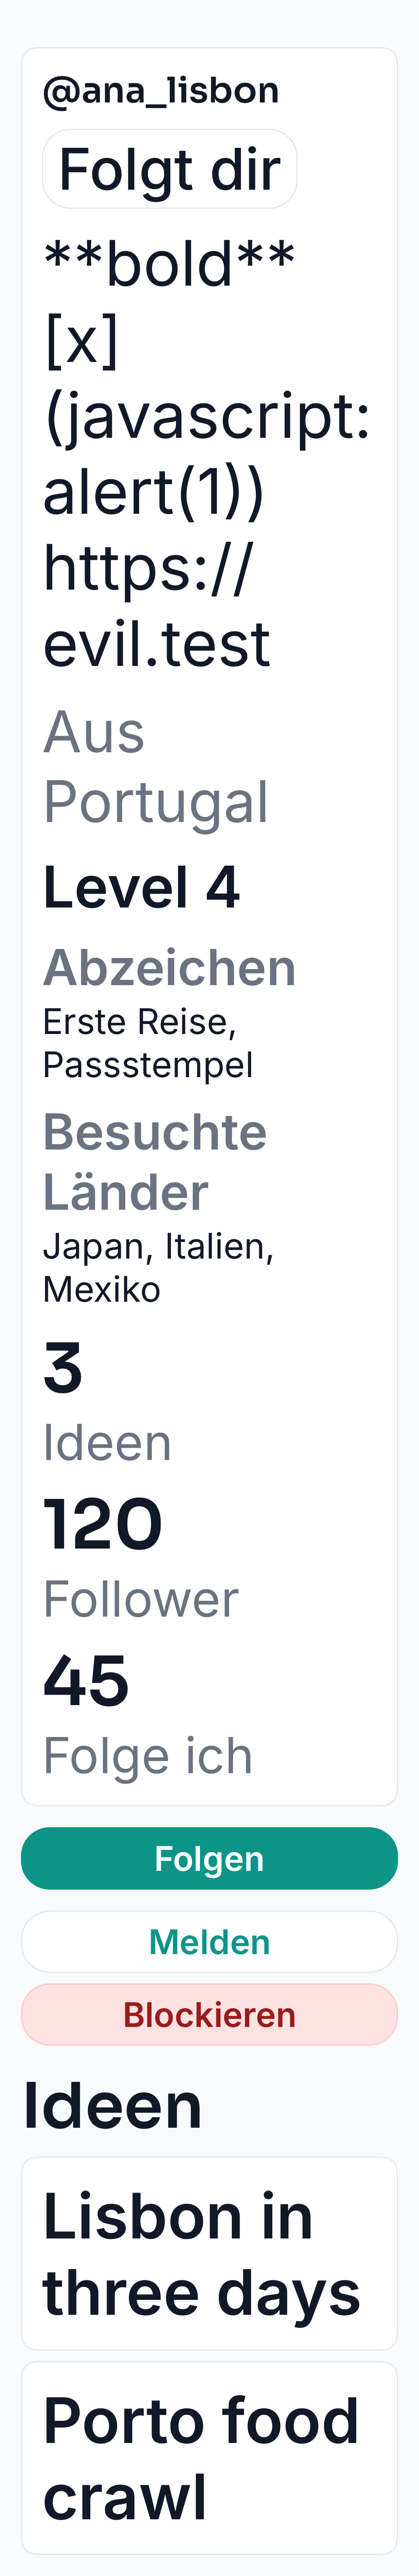 @ana_lisbon
Folgt dir
**bold**
[x]
(javascript:
alert(1))
https://
evil.test
Aus
Portugal
Level 4
Abzeichen
Erste Reise,
Passstempel
Besuchte
Länder
Japan, Italien,
Mexiko
3
Ideen
120
Follower
45
Folge ich
Folgen
Melden
Blockieren
Ideen
Lisbon in
three days
Porto food
crawl